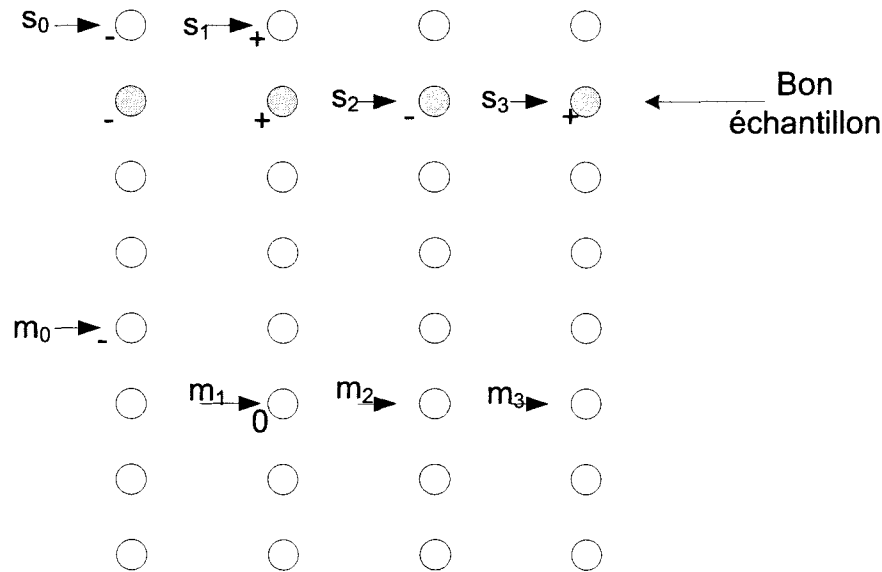 s₀ s₁
- +
s₂ s₃ Bon
- + - +
échantillon
m₀
-
m₁ m₂ m₃
0